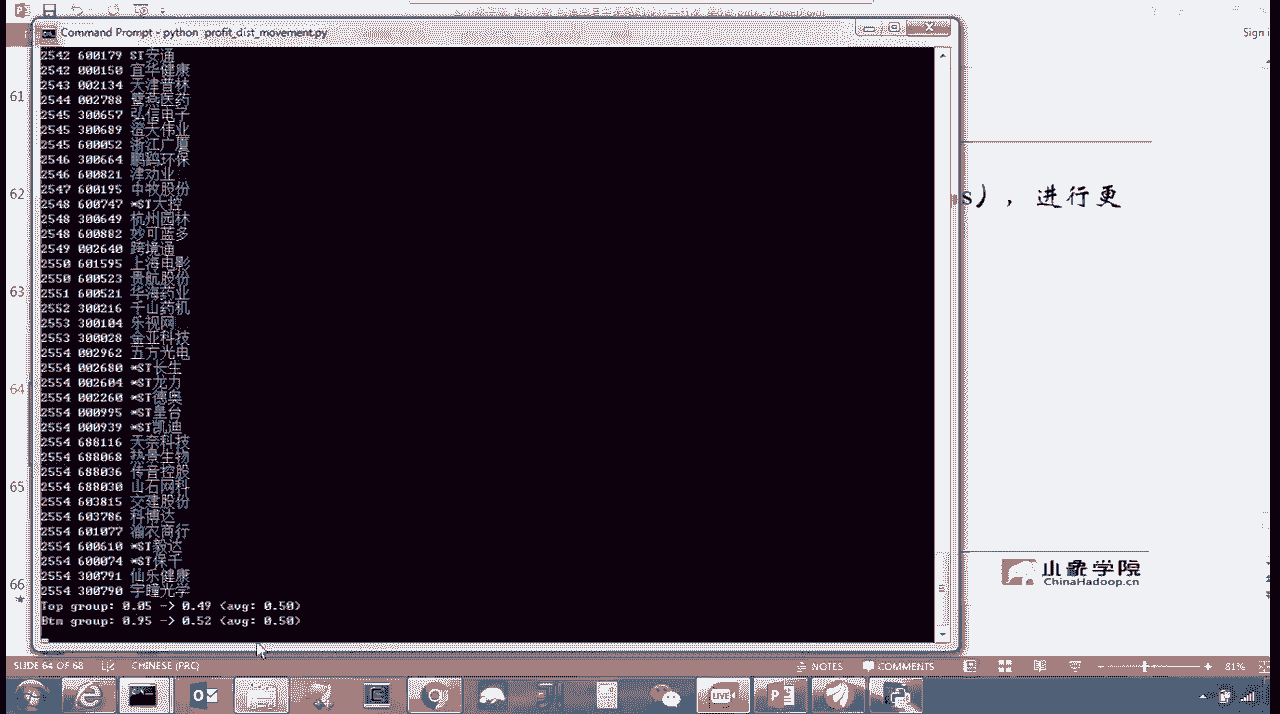 Command Prompt - python profit_dist_movement.py
Sign i
2542 600179 ST安通
2542 000150 宜华健康
2543 002134 天津普林
2544 002788 鹭燕医药
2545 300657 弘信电子
2545 300689 澄天伟业
2545 600052 浙江广厦
2546 300664 鹏鹞环保
2546 600821 津劝业
2547 600195 中牧股份
2548 600747 *ST大控
2548 300649 杭州园林
2548 600882 妙可蓝多
2549 002640 跨境通
2550 601595 上海电影
2550 600523 贵航股份
2551 600521 华海药业
2552 300216 千山药机
2553 300104 乐视网
2553 300028 金亚科技
2554 002962 五方光电
2554 002680 *ST长生
2554 002604 *ST龙力
2554 002260 *ST德奥
2554 000995 *ST皇台
2554 000939 *ST凯迪
2554 688116 天奈科技
2554 688068 热景生物
2554 688036 传音控股
2554 688030 山石网科
2554 603815 交建股份
2554 603786 科博达
2554 601077 渝农商行
2554 600610 *ST毅达
2554 600074 *ST保千
2554 300791 仙乐健康
2554 300790 宇瞳光学
Top group: 0.05 -> 0.49 (avg: 0.50)
Btm group: 0.95 -> 0.52 (avg: 0.50)
61
62
63
64
65
66
s），进行更
小象学院
ChinaHadoop.cn
SLIDE 64 OF 68
CHINESE (PRC)
NOTES
COMMENTS
81%
LIVE